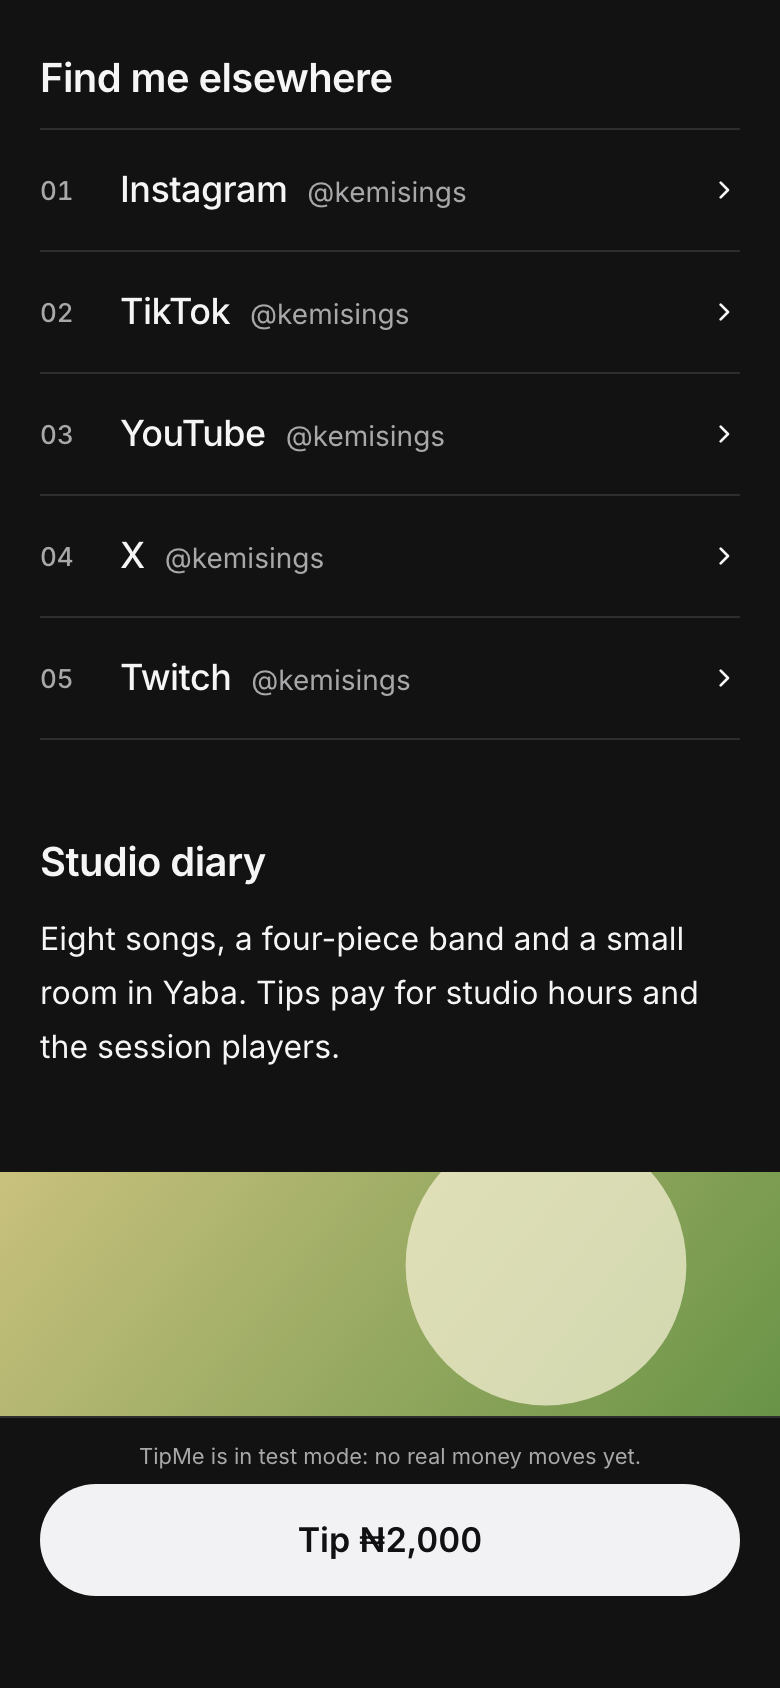 Find me elsewhere
01 Instagram @kemisings
02 TikTok @kemisings
03 YouTube @kemisings
04 X @kemisings
05 Twitch @kemisings
Studio diary
Eight songs, a four-piece band and a small
room in Yaba. Tips pay for studio hours and
the session players.
TipMe is in test mode: no real money moves yet.
Tip ₦2,000